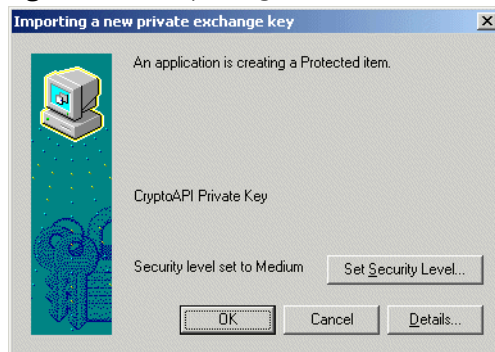 Importing a new private exchange key
An application is creating a Protected item.
CryptoAPI Private Key
Security level set to Medium
Set Security Level...
OK
Cancel
Details...